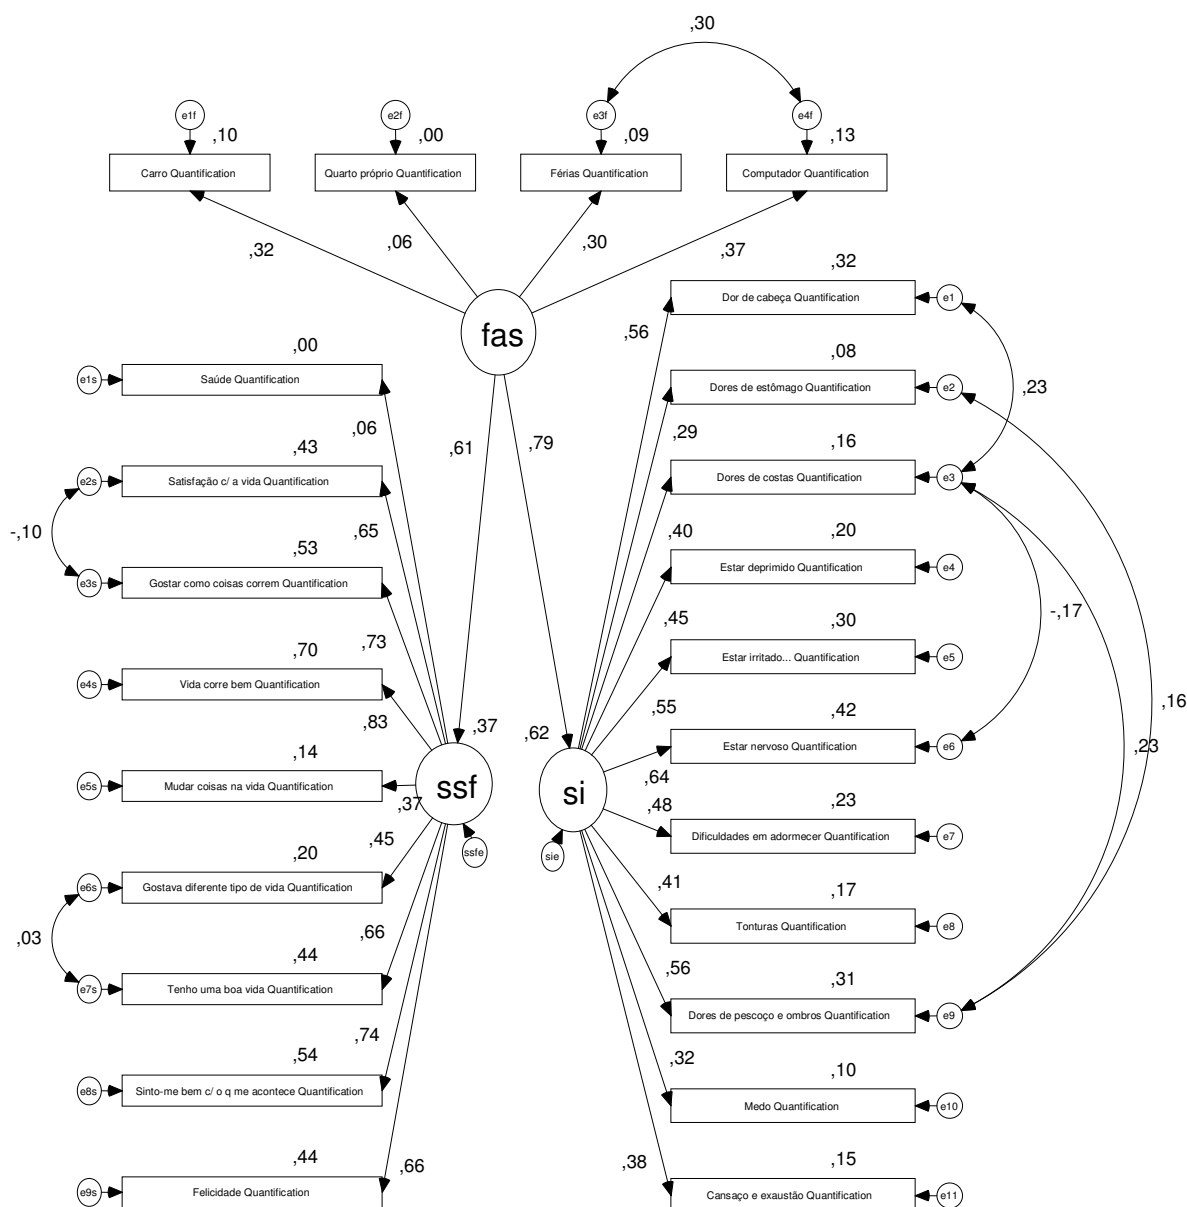 ,30
e1f
e2f
e3f
e4f
,10
,00
,09
,13
Carro Quantification
Quarto próprio Quantification
Férias Quantification
Computador Quantification
,32
,06
,30
,37
fas
,61
,79
,00
e1s
Saúde Quantification
,06
,43
e2s
Satisfação c/ a vida Quantification
-,10
,65
,53
e3s
Gostar como coisas correm Quantification
,73
,70
e4s
Vida corre bem Quantification
,83
,14
e5s
Mudar coisas na vida Quantification
,37
,37
ssf
ssfe
,45
,20
e6s
Gostava diferente tipo de vida Quantification
,03
,66
,44
e7s
Tenho uma boa vida Quantification
,74
,54
e8s
Sinto-me bem c/ o q me acontece Quantification
,44
,66
e9s
Felicidade Quantification
,62
si
sie
,32
Dor de cabeça Quantification
e1
,56
,08
Dores de estômago Quantification
e2
,23
,29
,16
Dores de costas Quantification
e3
,40
,20
Estar deprimido Quantification
e4
,45
-,17
,30
Estar irritado... Quantification
e5
,55
,42
,16
Estar nervoso Quantification
e6
,23
,64
,48
,23
Dificuldades em adormecer Quantification
e7
,41
,17
Tonturas Quantification
e8
,56
,31
Dores de pescoço e ombros Quantification
e9
,32
,10
Medo Quantification
e10
,38
,15
Cansaço e exaustão Quantification
e11